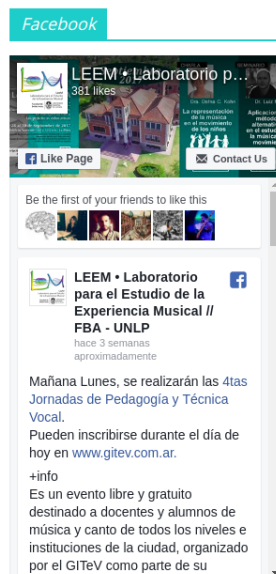 Facebook
LEEM • Laboratorio p…
381 likes
Like Page
Contact Us
La representación
de la música
en el movimiento
de los niños
Be the first of your friends to like this
LEEM • Laboratorio
para el Estudio de la
Experiencia Musical //
FBA - UNLP
hace 3 semanas
aproximadamente
Mañana Lunes, se realizarán las 4tas
Jornadas de Pedagogía y Técnica
Vocal.
Pueden inscribirse durante el día de
hoy en www.gitev.com.ar.
+info
Es un evento libre y gratuito
destinado a docentes y alumnos de
música y canto de todos los niveles e
instituciones de la ciudad, organizado
por el GITeV como parte de su